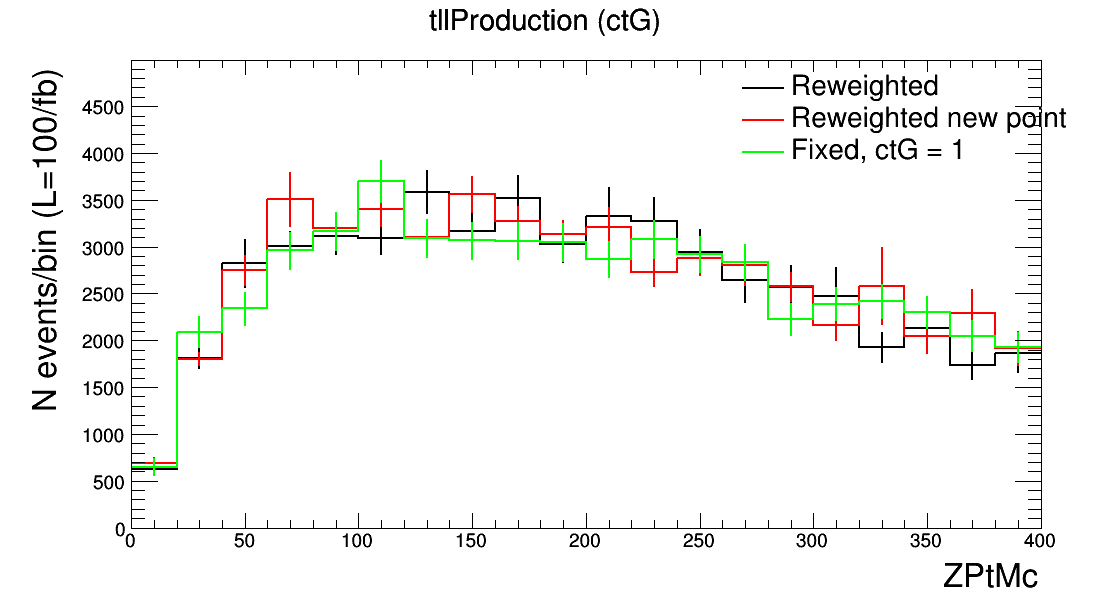 tllProduction (ctG)
N events/bin (L=100/fb)
4500
4000
3500
3000
2500
2000
1500
1000
500
0
Reweighted
Reweighted new point
Fixed, ctG = 1
0 50 100 150 200 250 300 350 400
ZPtMc